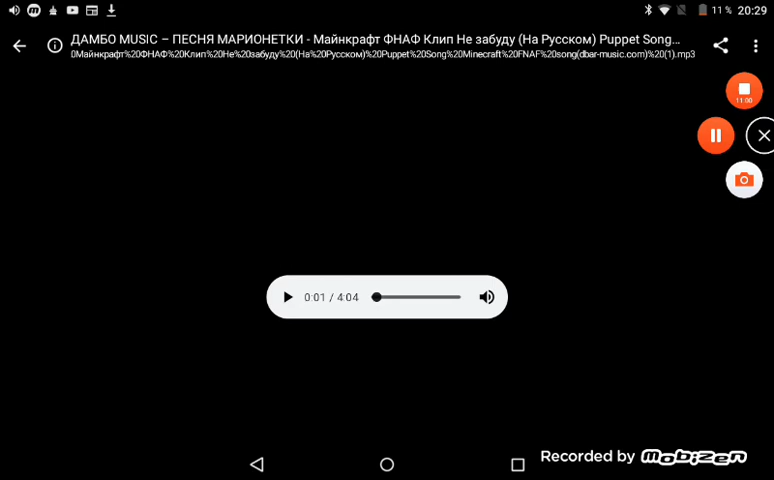 11 % 20:29
ДАМБО MUSIC – ПЕСНЯ МАРИОНЕТКИ - Майнкрафт ФНАФ Клип Не забуду (На Русском) Puppet Song...
0Майнкрафт%20ФНАФ%20Клип%20Не%20забуду%20(На%20Русском)%20Puppet%20Song%20Minecraft%20FNAF%20song(dbar-music.com)%20(1).mp3
11:00
0:01 / 4:04
Recorded by Mobizen